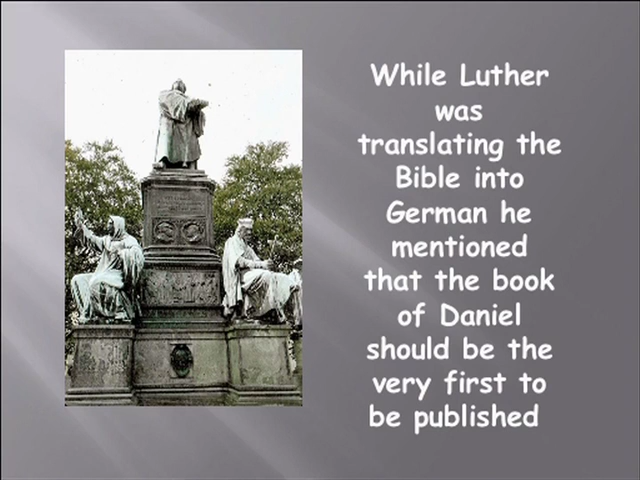 While Luther
was
translating the
Bible into
German he
mentioned
that the book
of Daniel
should be the
very first to
be published